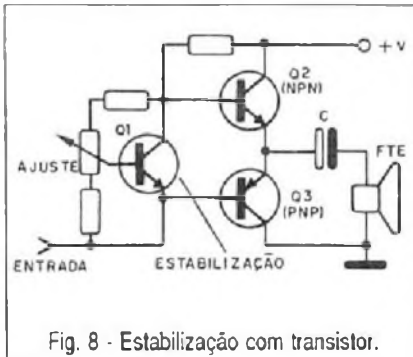 +V
Q2
(NPN)
Q1
C
FTE
AJUSTE
Q3
(PNP)
ENTRADA
ESTABILIZAÇÃO
Fig. 8 - Estabilização com transistor.